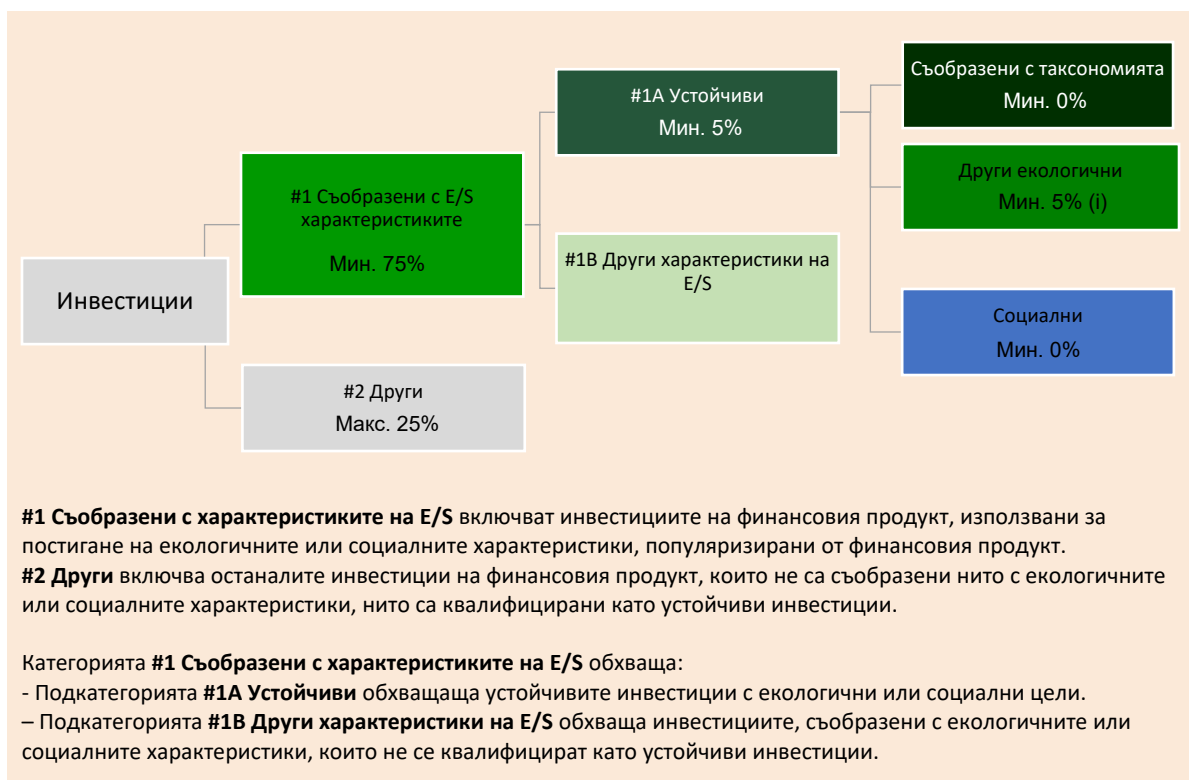 Съобразени с таксономията
Мин. 0%
#1A Устойчиви
Мин. 5%
Други екологични
Мин. 5% (i)
#1 Съобразени с E/S
характеристиките
Мин. 75%
#1B Други характеристики на
E/S
Инвестиции
Социални
Мин. 0%
#2 Други
Макс. 25%
#1 Съобразени с характеристиките на E/S включват инвестициите на финансовия продукт, използвани за
постигане на екологичните или социалните характеристики, популяризирани от финансовия продукт.
#2 Други включва останалите инвестиции на финансовия продукт, които не са съобразени нито с екологичните
или социалните характеристики, нито са квалифицирани като устойчиви инвестиции.
Категорията #1 Съобразени с характеристиките на E/S обхваща:
- Подкатегорията #1A Устойчиви обхващаща устойчивите инвестиции с екологични или социални цели.
– Подкатегорията #1B Други характеристики на E/S обхваща инвестициите, съобразени с екологичните или
социалните характеристики, които не се квалифицират като устойчиви инвестиции.